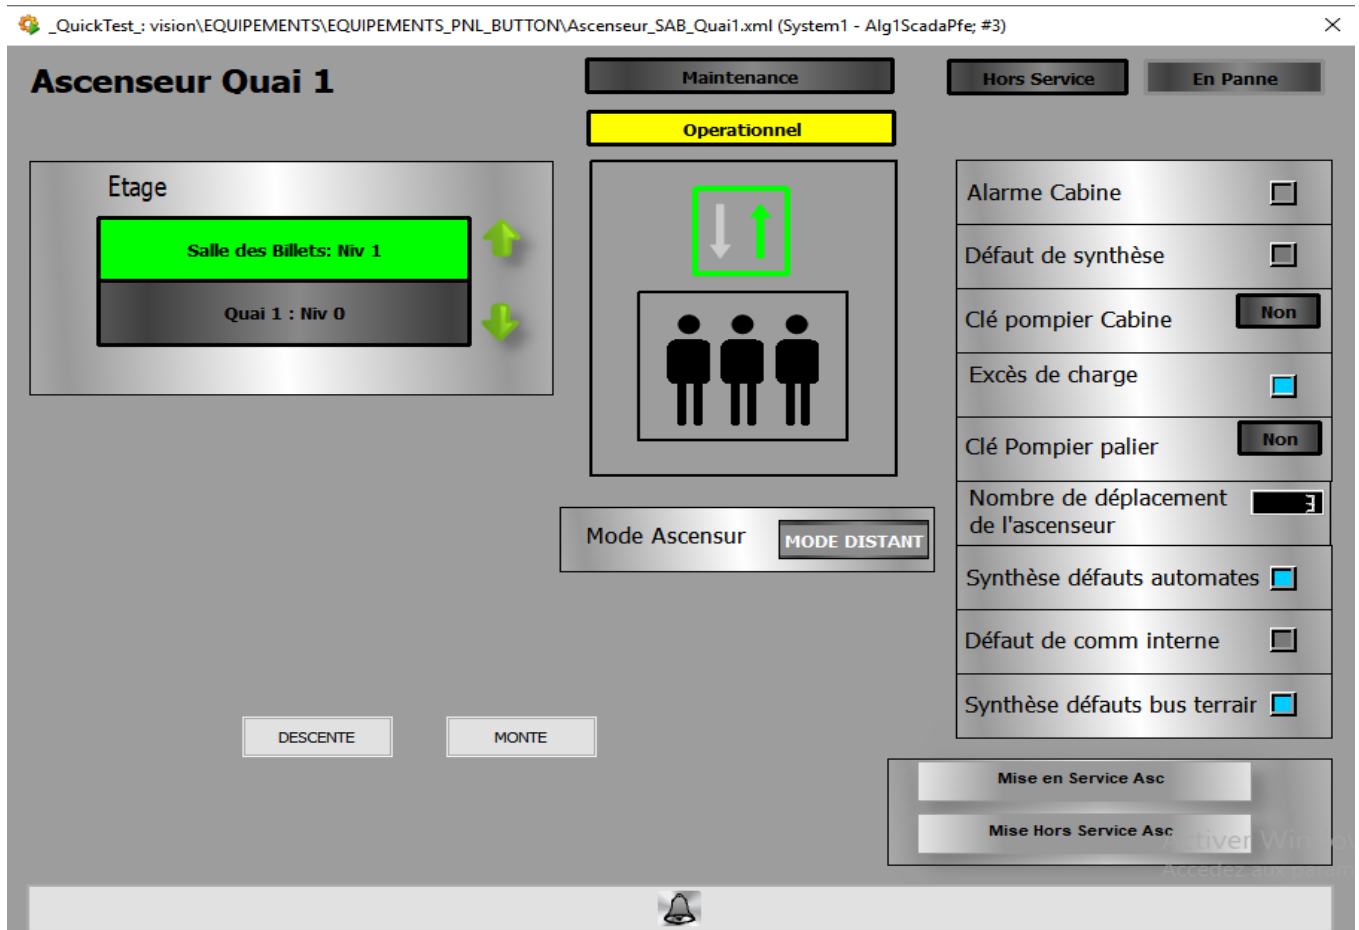 _QuickTest_: vision\EQUIPEMENTS\EQUIPEMENTS_PNL_BUTTON\Ascenseur_SAB_Quai1.xml (System1 - Alg1ScadaPfe; #3)
Ascenseur Quai 1
Maintenance
Hors Service
En Panne
Operationnel
Etage
Salle des Billets: Niv 1
Quai 1 : Niv 0
Alarme Cabine
Défaut de synthèse
Clé pompier Cabine
Non
Excès de charge
Clé Pompier palier
Non
Nombre de déplacement
de l'ascenseur
3
Mode Ascensur
MODE DISTANT
Synthèse défauts automates
Défaut de comm interne
Synthèse défauts bus terrair
DESCENTE
MONTE
Mise en Service Asc
Mise Hors Service Asc